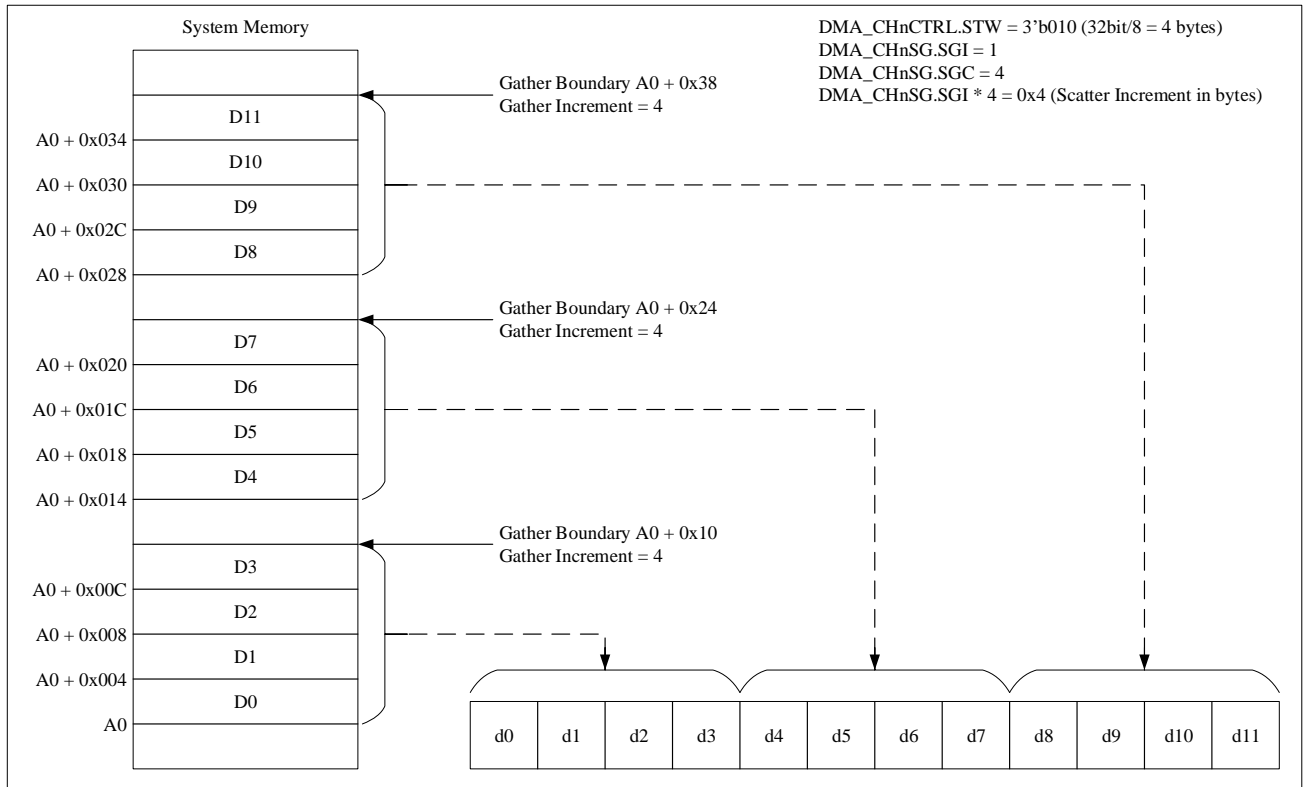 System Memory
DMA_CHnCTRL.STW = 3’b010 (32bit/8 = 4 bytes)
DMA_CHnSG.SGI = 1
DMA_CHnSG.SGC = 4
DMA_CHnSG.SGI * 4 = 0x4 (Scatter Increment in bytes)
Gather Boundary A0 + 0x38
Gather Increment = 4
D11
A0 + 0x034
D10
A0 + 0x030
D9
A0 + 0x02C
D8
A0 + 0x028
Gather Boundary A0 + 0x24
Gather Increment = 4
D7
A0 + 0x020
D6
A0 + 0x01C
D5
A0 + 0x018
D4
A0 + 0x014
Gather Boundary A0 + 0x10
Gather Increment = 4
D3
A0 + 0x00C
D2
A0 + 0x008
D1
A0 + 0x004
D0
A0
d0 d1 d2 d3 d4 d5 d6 d7 d8 d9 d10 d11